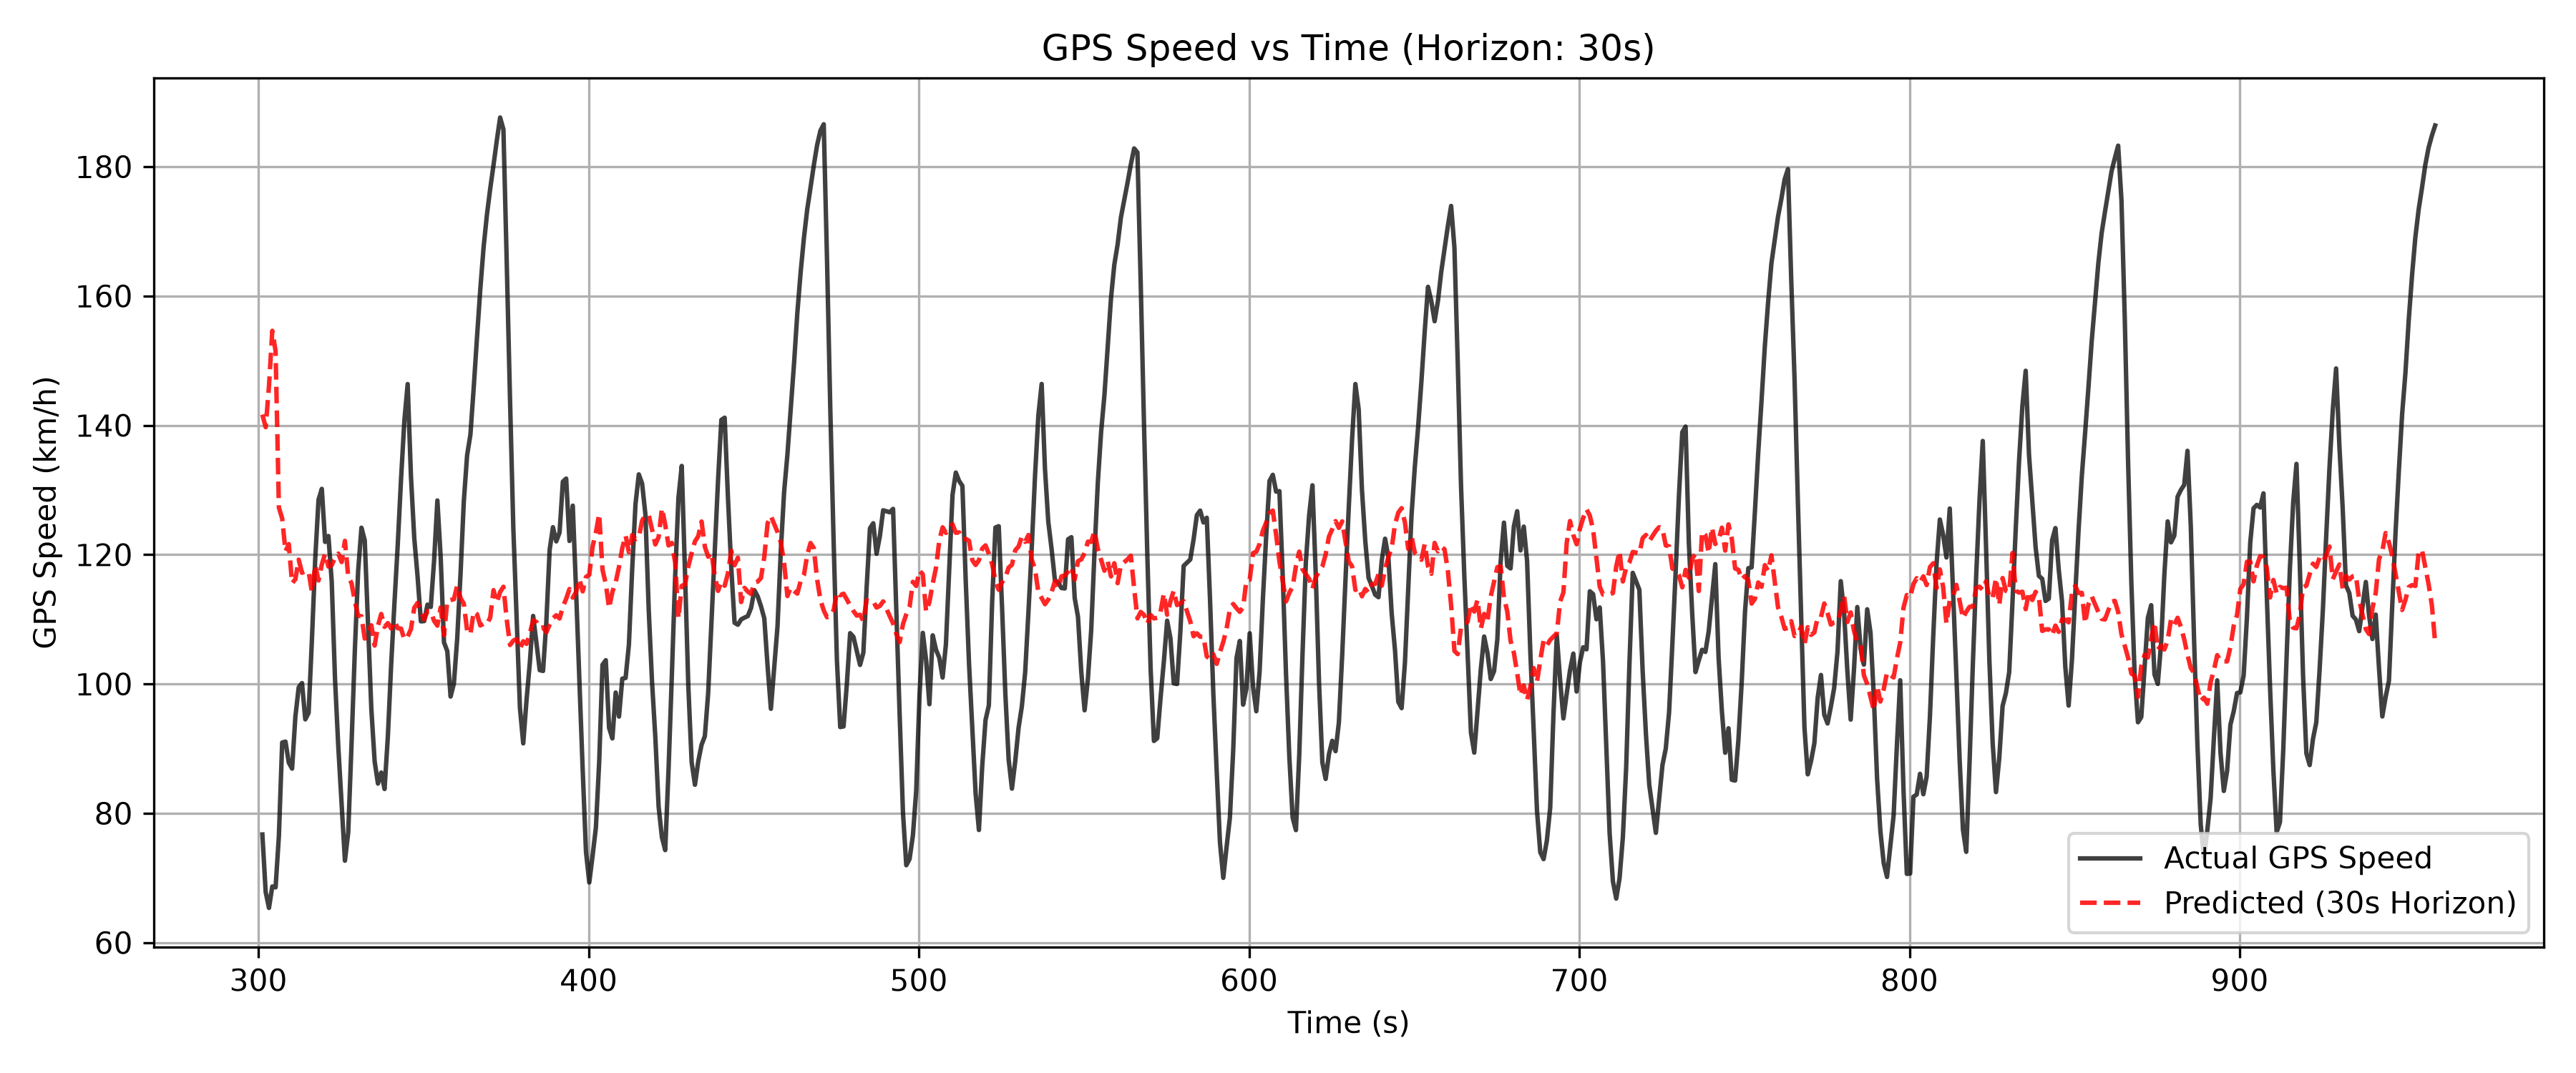 GPS Speed vs Time (Horizon: 30s)
GPS Speed (km/h)
180
160
140
120
100
80
60
300 400 500 600 700 800 900
Time (s)
Actual GPS Speed
Predicted (30s Horizon)